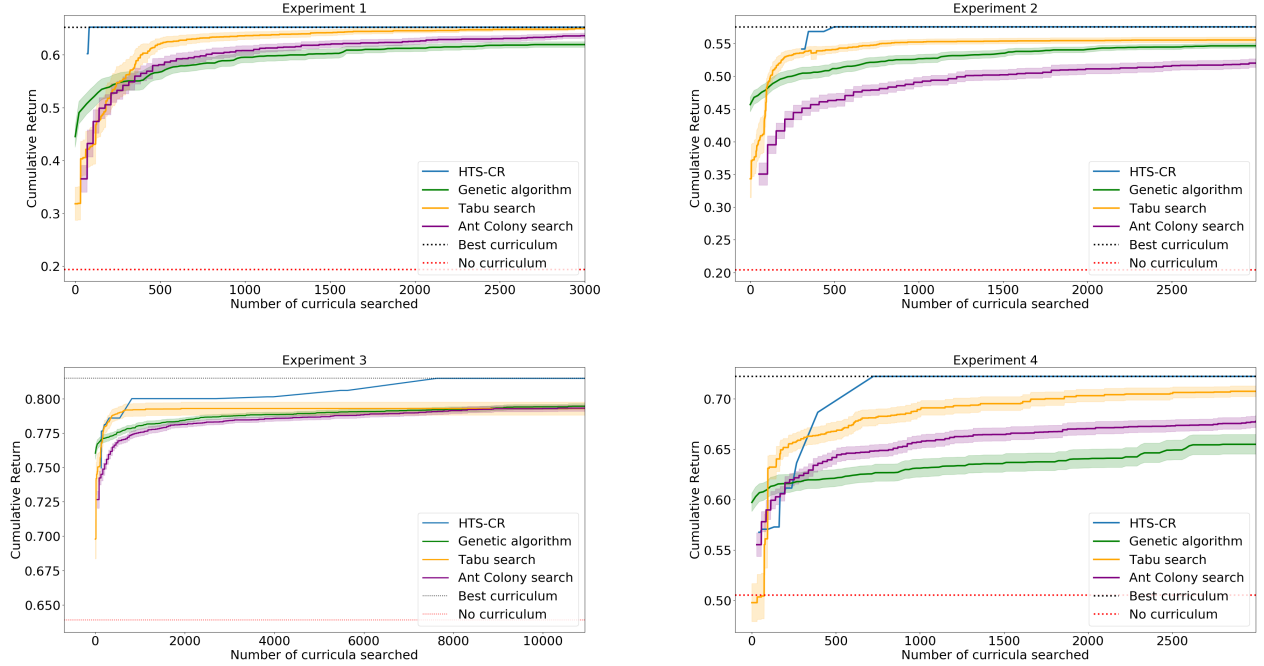 Experiment 1
Cumulative Return
0.6
0.5
0.4
0.3
0.2
HTS-CR
Genetic algorithm
Tabu search
Ant Colony search
Best curriculum
No curriculum
0 500 1000 1500 2000 2500 3000
Number of curricula searched
Experiment 2
Cumulative Return
0.55
0.50
0.45
0.40
0.35
0.30
0.25
0.20
HTS-CR
Genetic algorithm
Tabu search
Ant Colony search
Best curriculum
No curriculum
0 500 1000 1500 2000 2500
Number of curricula searched
Experiment 3
Cumulative Return
0.800
0.775
0.750
0.725
0.700
0.675
0.650
HTS-CR
Genetic algorithm
Tabu search
Ant Colony search
Best curriculum
No curriculum
0 2000 4000 6000 8000 10000
Number of curricula searched
Experiment 4
Cumulative Return
0.70
0.65
0.60
0.55
0.50
HTS-CR
Genetic algorithm
Tabu search
Ant Colony search
Best curriculum
No curriculum
0 500 1000 1500 2000 2500
Number of curricula searched